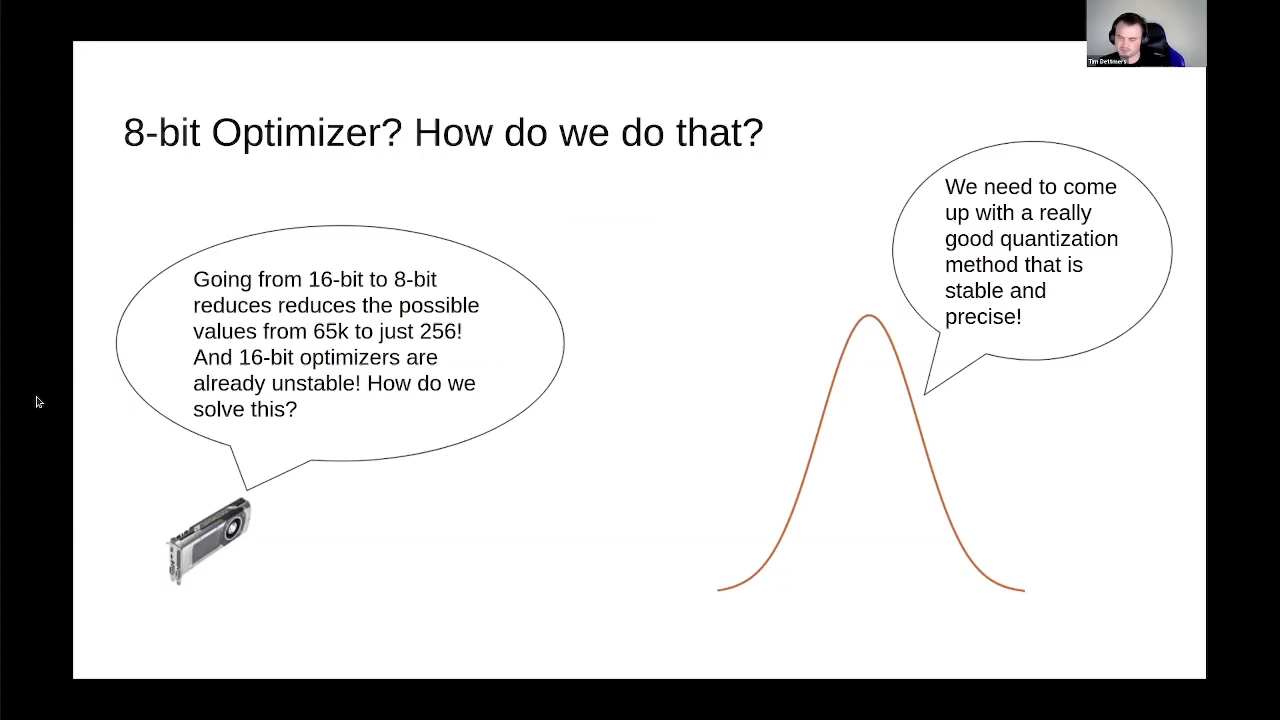 Tim Dettmers
8-bit Optimizer? How do we do that?
We need to come
up with a really
good quantization
method that is
stable and
precise!
Going from 16-bit to 8-bit
reduces reduces the possible
values from 65k to just 256!
And 16-bit optimizers are
already unstable! How do we
solve this?